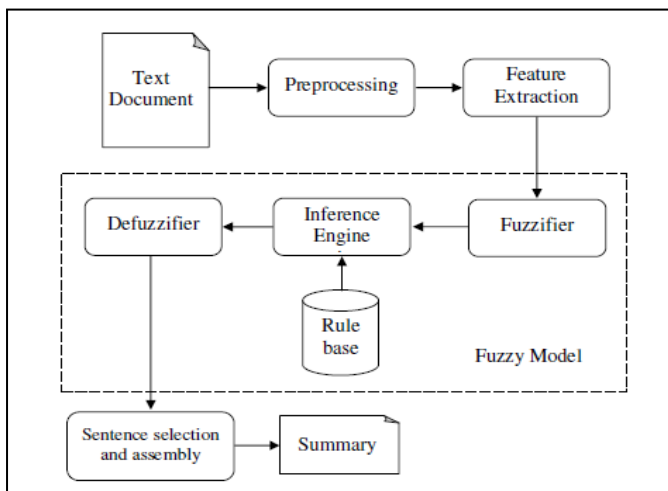 Text
Document
Preprocessing
Feature
Extraction
Defuzzifier
Inference
Engine
Fuzzifier
Rule
base
Fuzzy Model
Sentence selection
and assembly
Summary